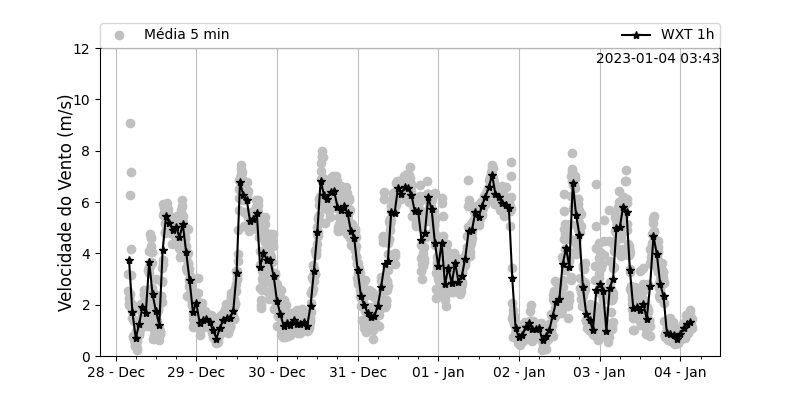 Média 5 min
WXT 1h
2023-01-04 03:43
Velocidade do Vento (m/s)
12
10
8
6
4
2
0
28 - Dec 29 - Dec 30 - Dec 31 - Dec 01 - Jan 02 - Jan 03 - Jan 04 - Jan